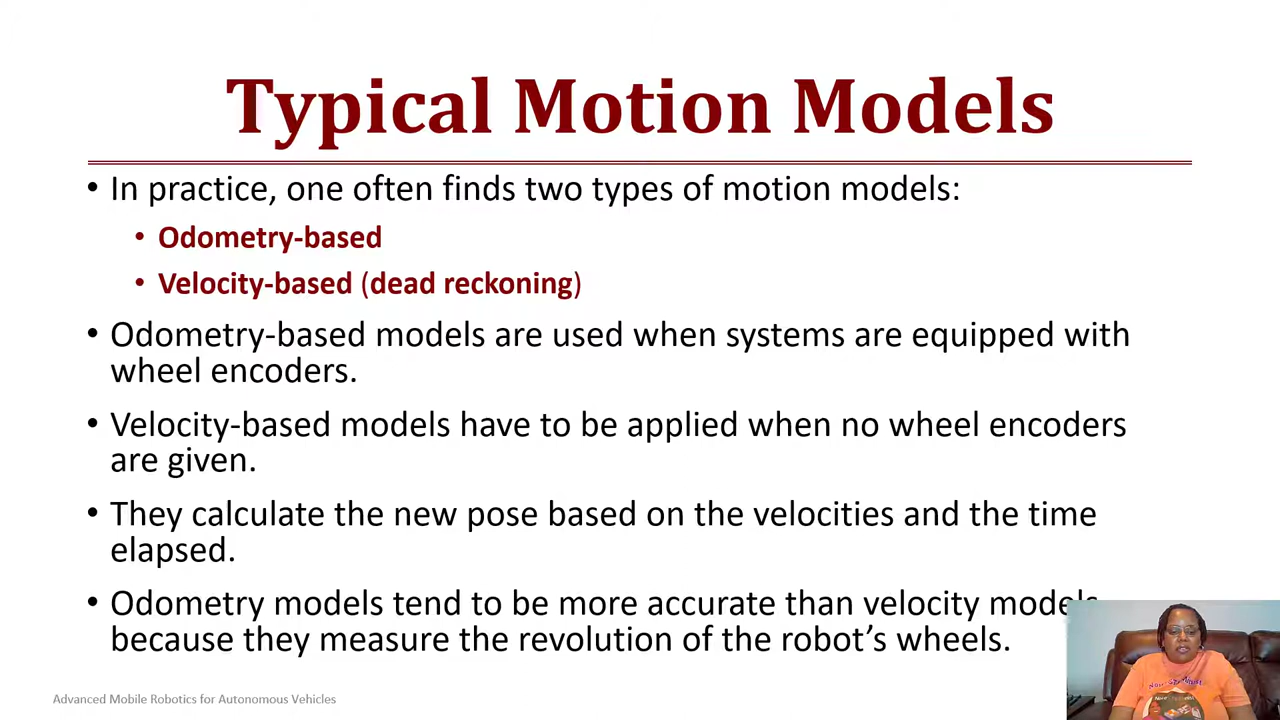 Typical Motion Models
• In practice, one often finds two types of motion models:
• Odometry-based
• Velocity-based (dead reckoning)
• Odometry-based models are used when systems are equipped with
wheel encoders.
• Velocity-based models have to be applied when no wheel encoders
are given.
• They calculate the new pose based on the velocities and the time
elapsed.
• Odometry models tend to be more accurate than velocity models
because they measure the revolution of the robot's wheels.
Advanced Mobile Robotics for Autonomous Vehicles